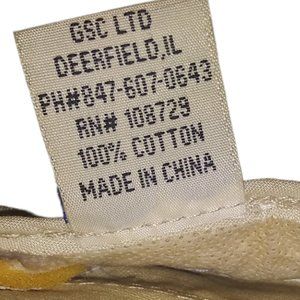 GSC LTD
DEERFIELD,IL
PH#847-607-0643
RN# 108729
100% COTTON
MADE IN CHINA